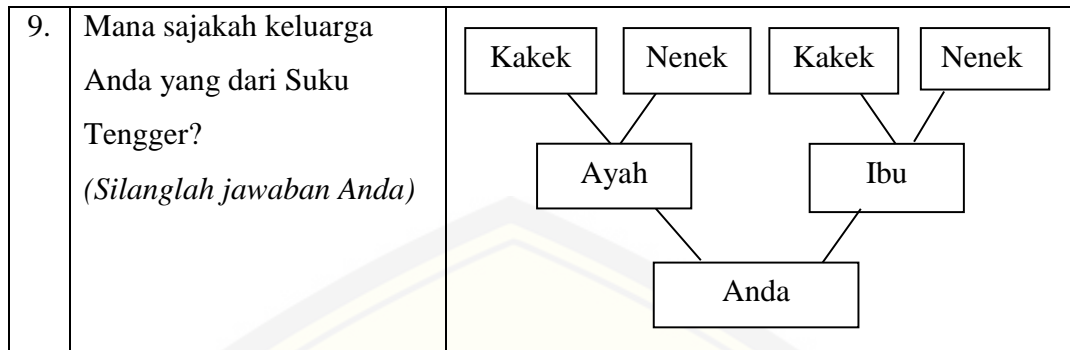 9.
Mana sajakah keluarga
Anda yang dari Suku
Tengger?
(Silanglah jawaban Anda)
Kakek Nenek Kakek Nenek
Ayah Ibu
Anda